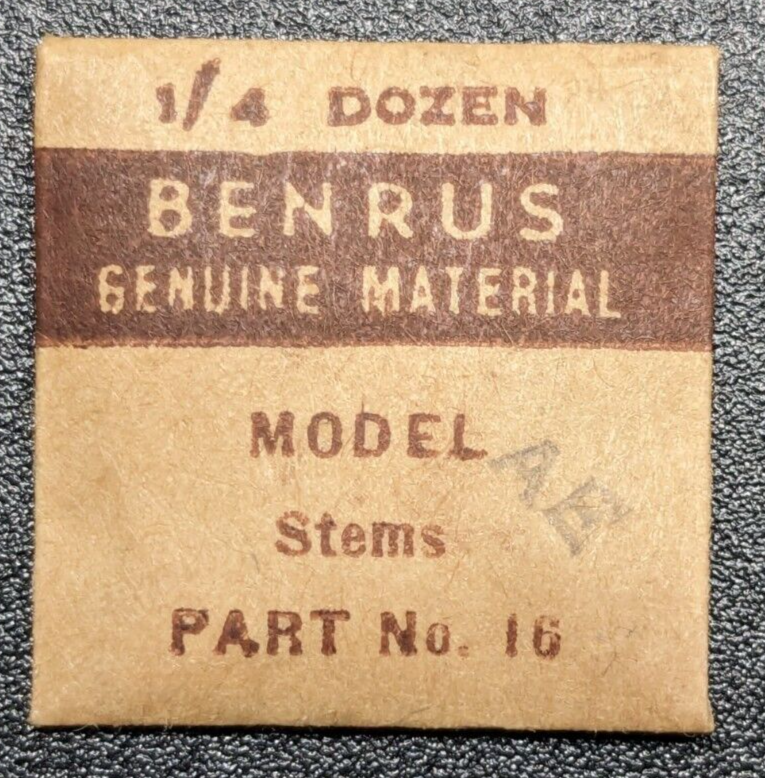 1/4 DOZEN
BENRUS
GENUINE MATERIAL
MODEL AE
Stems
PART No. 16